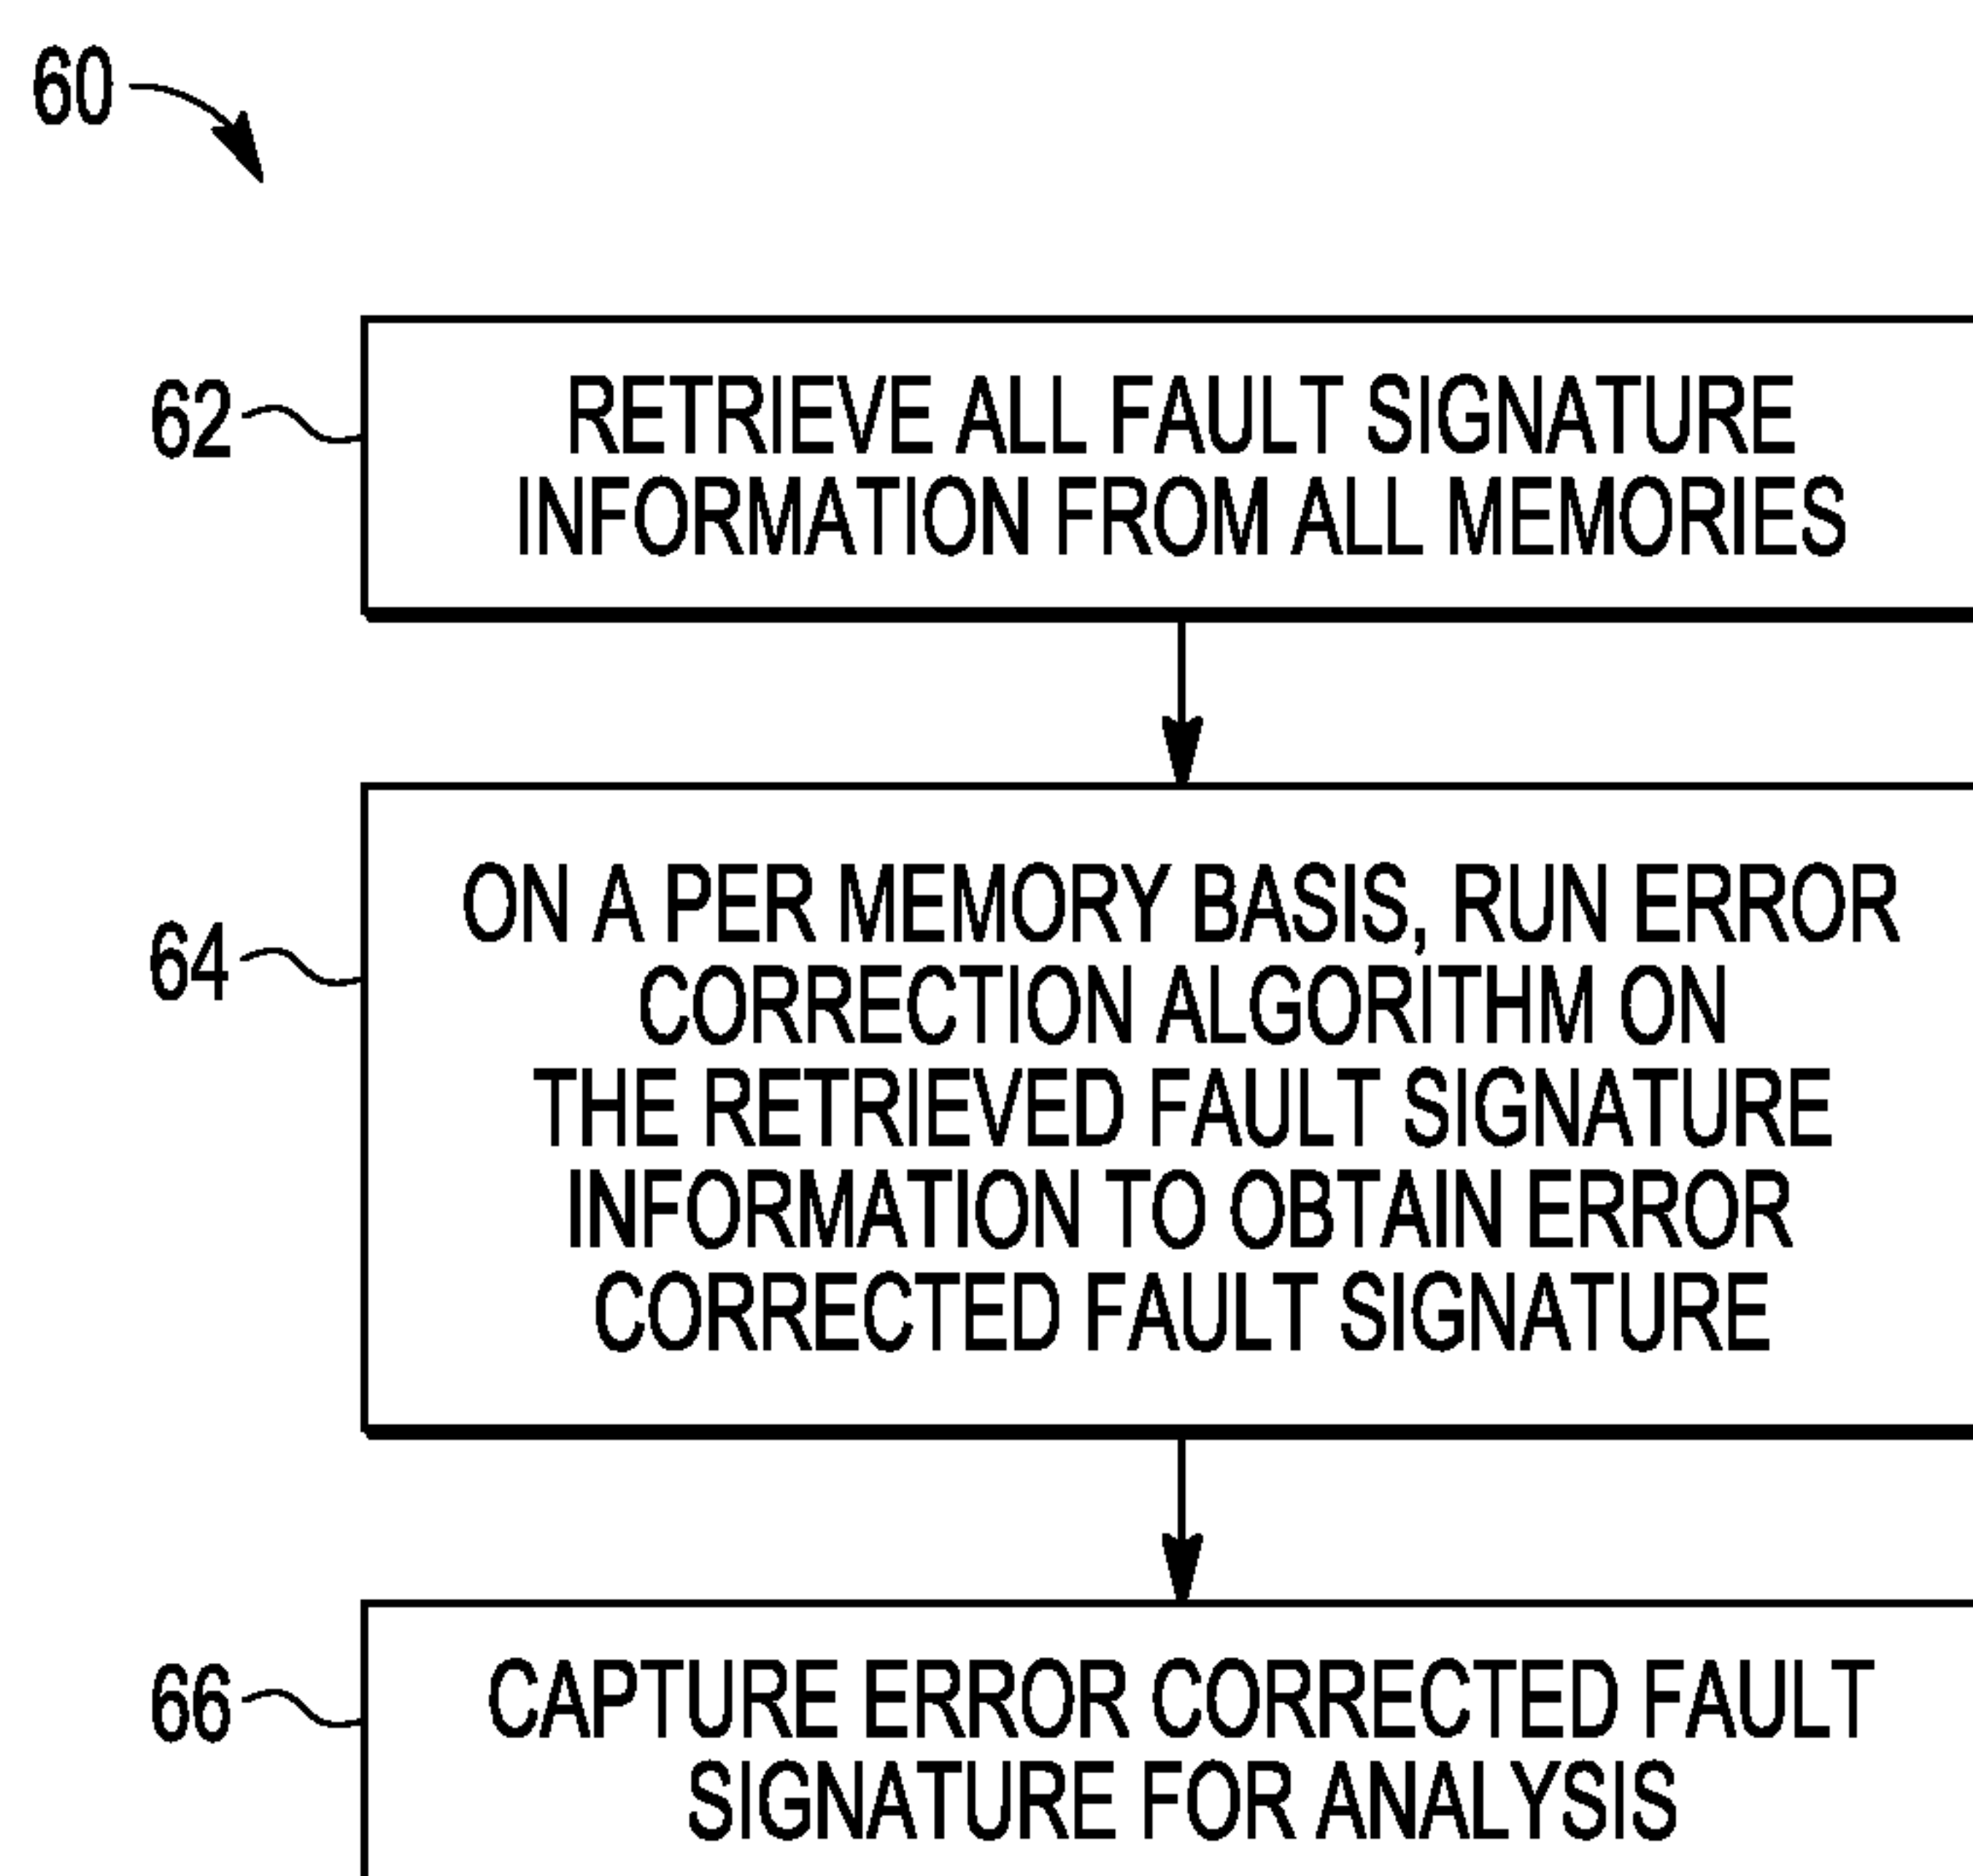 60
62
RETRIEVE ALL FAULT SIGNATURE
INFORMATION FROM ALL MEMORIES
64
ON A PER MEMORY BASIS, RUN ERROR
CORRECTION ALGORITHM ON
THE RETRIEVED FAULT SIGNATURE
INFORMATION TO OBTAIN ERROR
CORRECTED FAULT SIGNATURE
66
CAPTURE ERROR CORRECTED FAULT
SIGNATURE FOR ANALYSIS